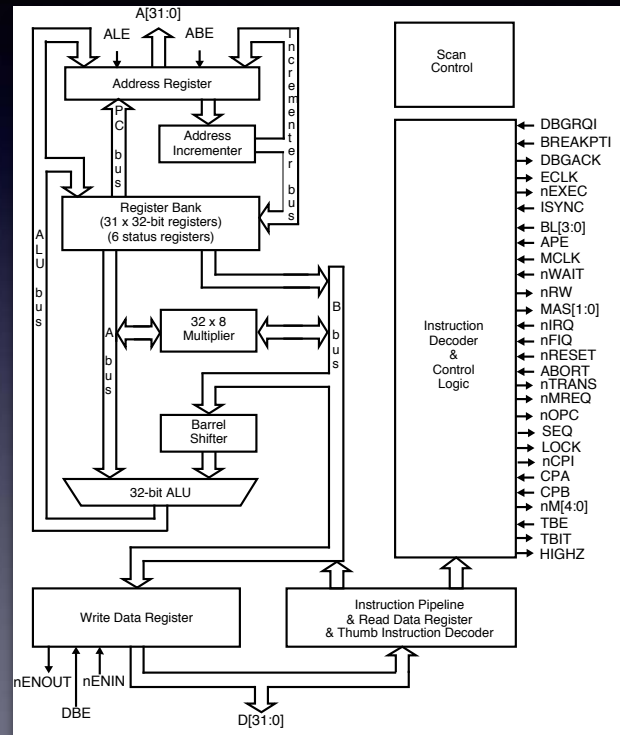 A[31:0]
ALE
ABE
Address Register
Incrementer bus
PC bus
Address
Incrementer
Register Bank
(31 x 32-bit registers)
(6 status registers)
ALU bus
A bus
B bus
32 x 8
Multiplier
Barrel
Shifter
32-bit ALU
Write Data Register
Instruction Pipeline
& Read Data Register
& Thumb Instruction Decoder
nENOUT
nENIN
DBE
D[31:0]
Scan
Control
Instruction
Decoder
&
Control
Logic
DBGRQI
BREAKPTI
DBGACK
ECLK
nEXEC
ISYNC
BL[3:0]
APE
MCLK
nWAIT
nRW
MAS[1:0]
nIRQ
nFIQ
nRESET
ABORT
nTRANS
nMREQ
nOPC
SEQ
LOCK
nCPI
CPA
CPB
nM[4:0]
TBE
TBIT
HIGHZ